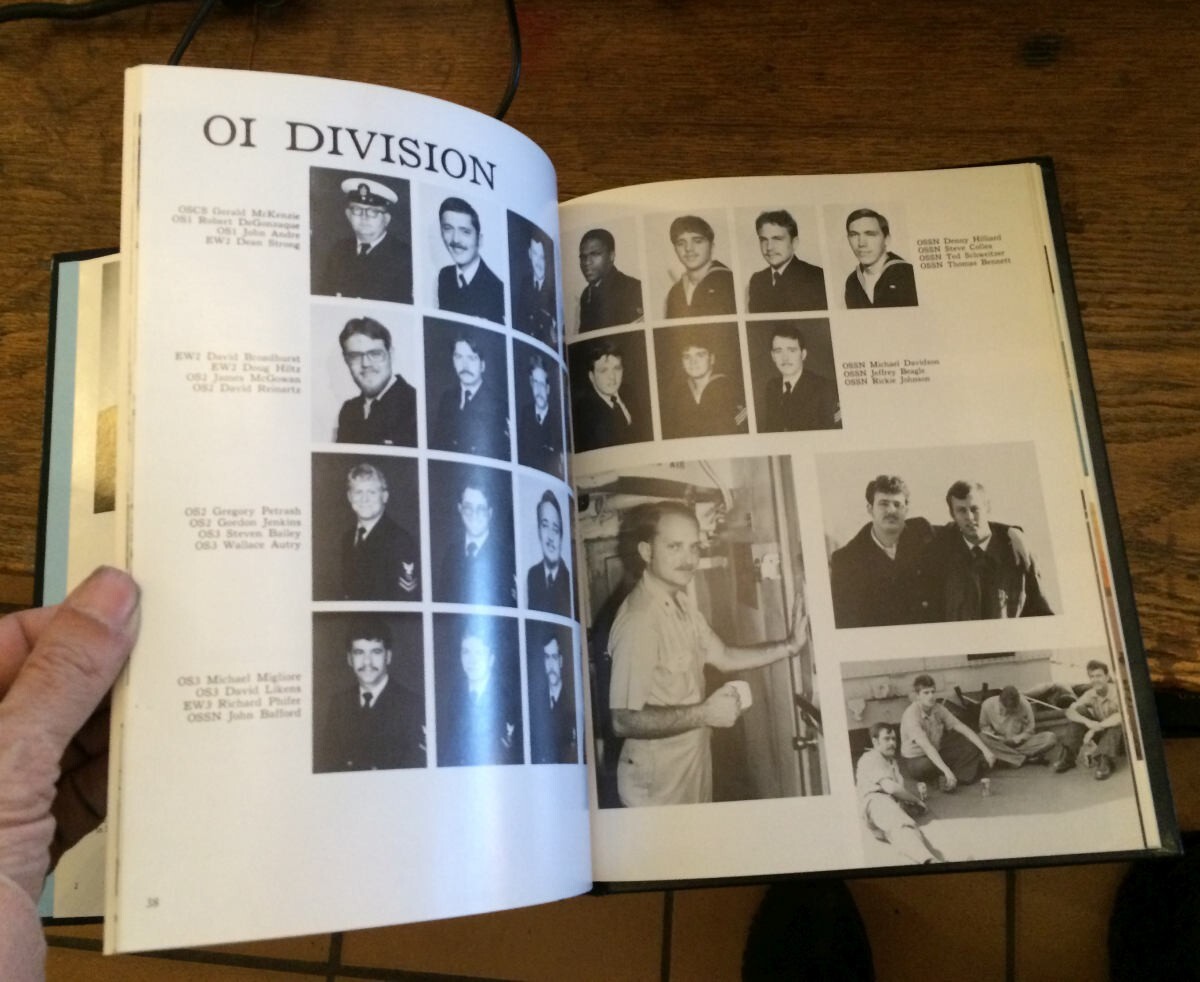 OI DIVISION
OSCS Gerald McKenzie
OS1 Robert DeGonzaque
OS1 John Andre
EW2 Dean Strong
EW2 David Broadhurst
EW2 Doug Hiltz
OS2 James McGowan
OS2 David Reinartz
OS2 Gregory Petrash
OS2 Gordon Jenkins
OS3 Steven Bailey
OS3 Wallace Autry
OS3 Michael Migliore
OS3 David Likens
EW3 Richard Phifer
OSSN John Bafford
38
2
OSSN Denny Hilliard
OSSN Steve Colles
OSSN Ted Schweitzer
OSSN Thomas Bennett
OSSN Michael Davidson
OSSN Jeffrey Beagle
OSSN Rickie Johnson
AIR